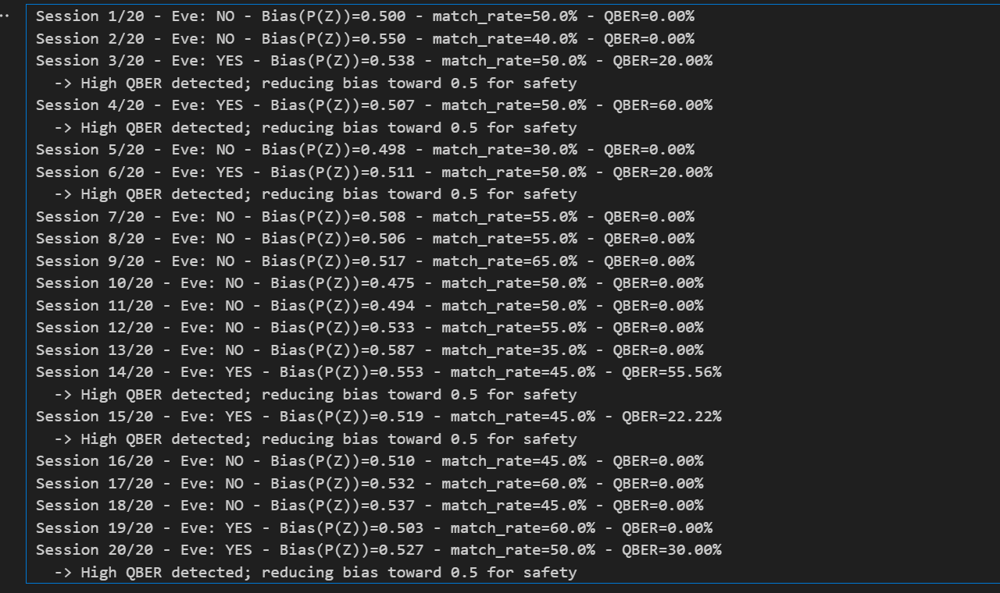 Session 1/20 - Eve: NO - Bias(P(Z))=0.500 - match_rate=50.0% - QBER=0.00%
Session 2/20 - Eve: NO - Bias(P(Z))=0.550 - match_rate=40.0% - QBER=0.00%
Session 3/20 - Eve: YES - Bias(P(Z))=0.538 - match_rate=50.0% - QBER=20.00%
  -> High QBER detected; reducing bias toward 0.5 for safety
Session 4/20 - Eve: YES - Bias(P(Z))=0.507 - match_rate=50.0% - QBER=60.00%
  -> High QBER detected; reducing bias toward 0.5 for safety
Session 5/20 - Eve: NO - Bias(P(Z))=0.498 - match_rate=30.0% - QBER=0.00%
Session 6/20 - Eve: YES - Bias(P(Z))=0.511 - match_rate=50.0% - QBER=20.00%
  -> High QBER detected; reducing bias toward 0.5 for safety
Session 7/20 - Eve: NO - Bias(P(Z))=0.508 - match_rate=55.0% - QBER=0.00%
Session 8/20 - Eve: NO - Bias(P(Z))=0.506 - match_rate=55.0% - QBER=0.00%
Session 9/20 - Eve: NO - Bias(P(Z))=0.517 - match_rate=65.0% - QBER=0.00%
Session 10/20 - Eve: NO - Bias(P(Z))=0.475 - match_rate=50.0% - QBER=0.00%
Session 11/20 - Eve: NO - Bias(P(Z))=0.494 - match_rate=50.0% - QBER=0.00%
Session 12/20 - Eve: NO - Bias(P(Z))=0.533 - match_rate=55.0% - QBER=0.00%
Session 13/20 - Eve: NO - Bias(P(Z))=0.587 - match_rate=35.0% - QBER=0.00%
Session 14/20 - Eve: YES - Bias(P(Z))=0.553 - match_rate=45.0% - QBER=55.56%
  -> High QBER detected; reducing bias toward 0.5 for safety
Session 15/20 - Eve: YES - Bias(P(Z))=0.519 - match_rate=45.0% - QBER=22.22%
  -> High QBER detected; reducing bias toward 0.5 for safety
Session 16/20 - Eve: NO - Bias(P(Z))=0.510 - match_rate=45.0% - QBER=0.00%
Session 17/20 - Eve: NO - Bias(P(Z))=0.532 - match_rate=60.0% - QBER=0.00%
Session 18/20 - Eve: NO - Bias(P(Z))=0.537 - match_rate=45.0% - QBER=0.00%
Session 19/20 - Eve: YES - Bias(P(Z))=0.503 - match_rate=60.0% - QBER=0.00%
Session 20/20 - Eve: YES - Bias(P(Z))=0.527 - match_rate=50.0% - QBER=30.00%
  -> High QBER detected; reducing bias toward 0.5 for safety